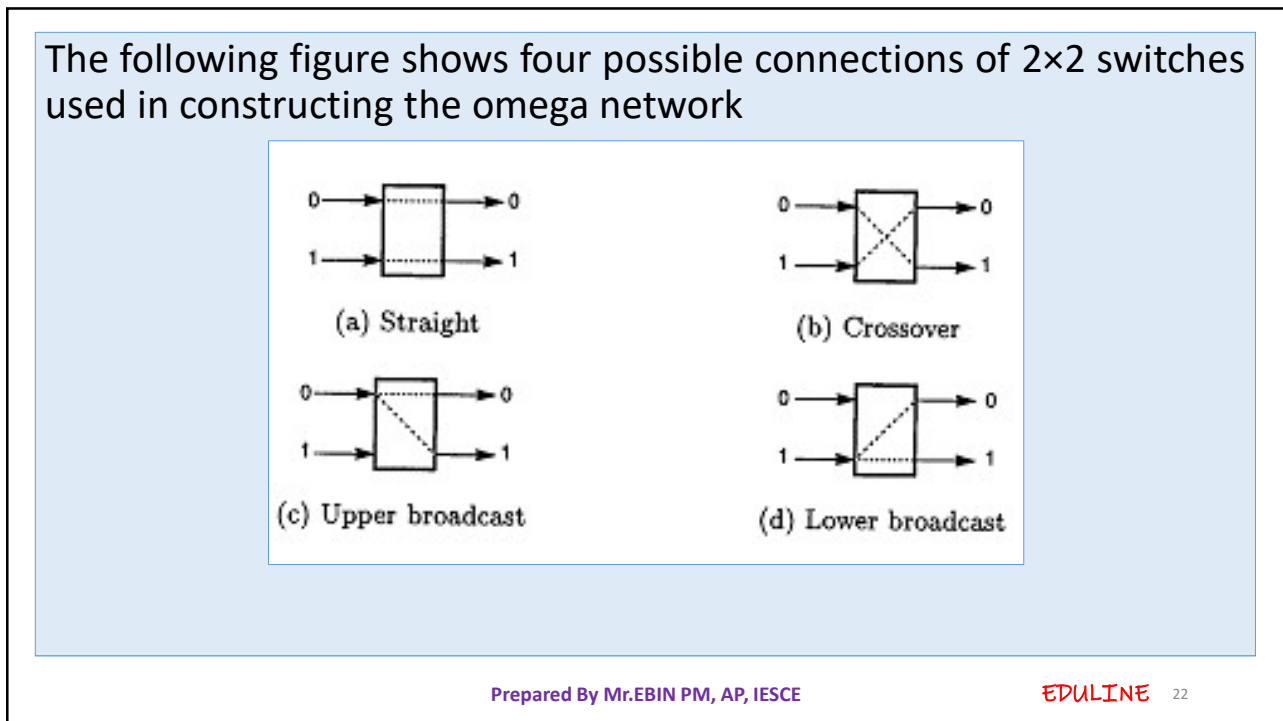 The following figure shows four possible connections of 2×2 switches
used in constructing the omega network
0 0
1 1
(a) Straight
0 0
1 1
(b) Crossover
0 0
1 1
(c) Upper broadcast
0 0
1 1
(d) Lower broadcast
Prepared By Mr.EBIN PM, AP, IESCE
EDULINE 22